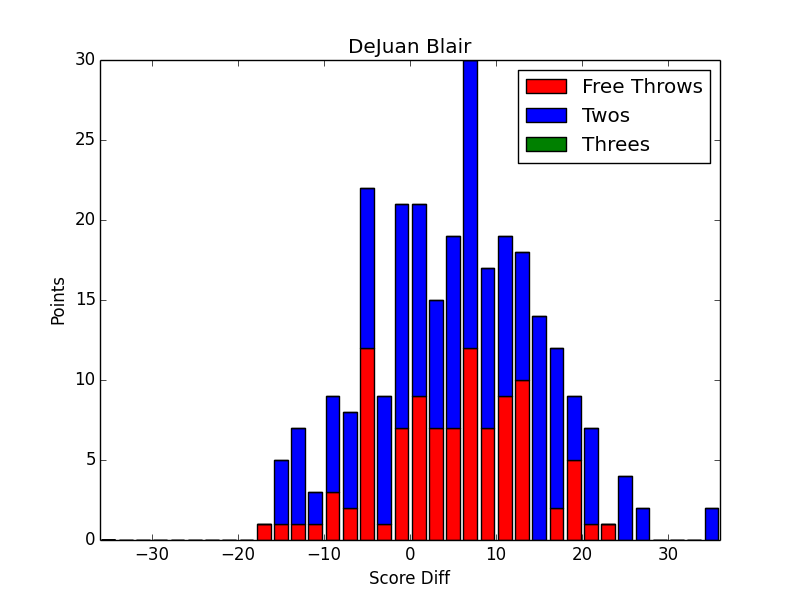 DeJuan Blair
30
25
20
15
10
5
0
Points
Free Throws
Twos
Threes
−30 −20 −10 0 10 20 30
Score Diff